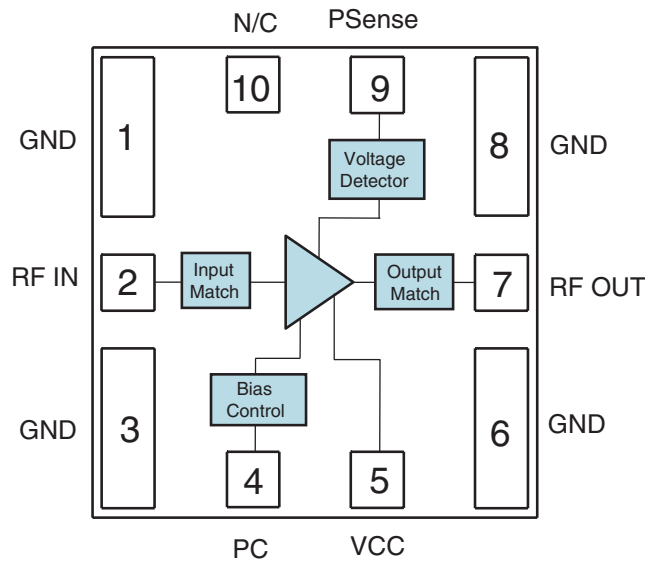 N/C PSense
10 9
1 8
GND GND
Voltage
Detector
RF IN 2 Input
Match
Output
Match
7 RF OUT
Bias
Control
GND 3 6 GND
4 5
PC VCC